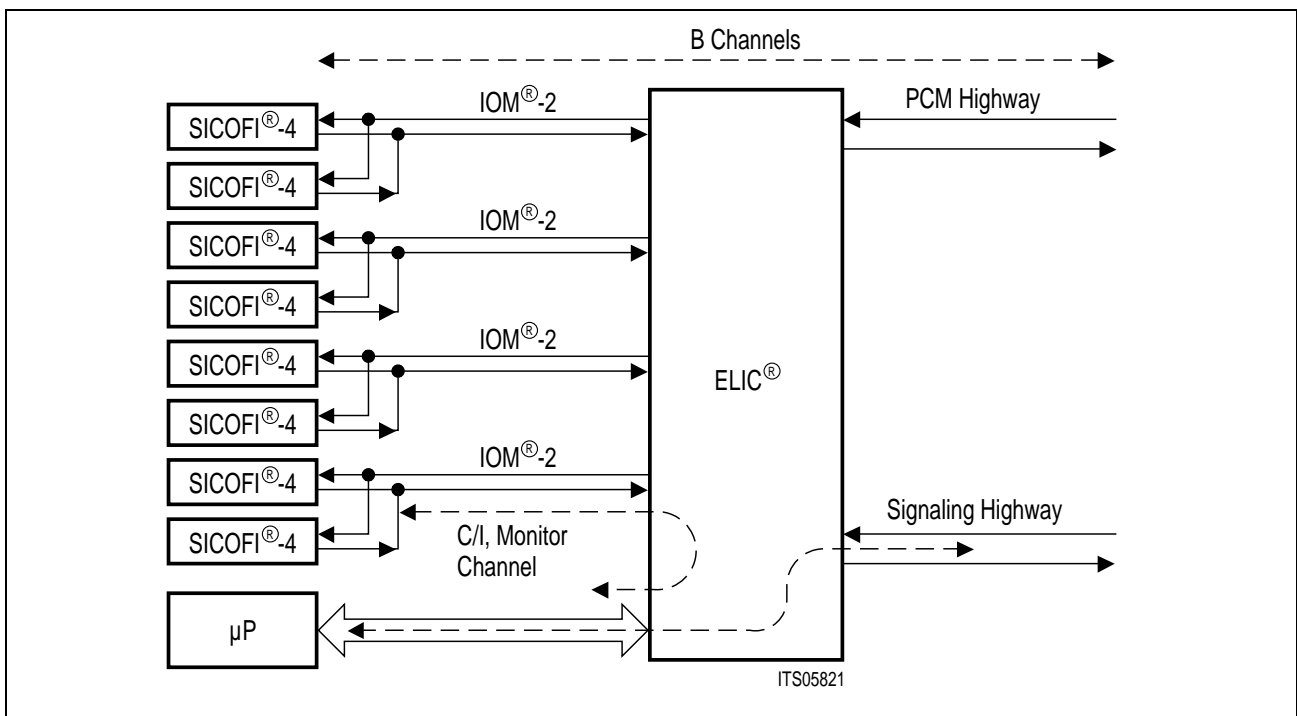 B Channels
IOM®-2
PCM Highway
SICOFI®-4
SICOFI®-4
IOM®-2
SICOFI®-4
SICOFI®-4
IOM®-2
SICOFI®-4
ELIC®
SICOFI®-4
IOM®-2
SICOFI®-4
Signaling Highway
SICOFI®-4
C/I, Monitor
Channel
µP
ITS05821